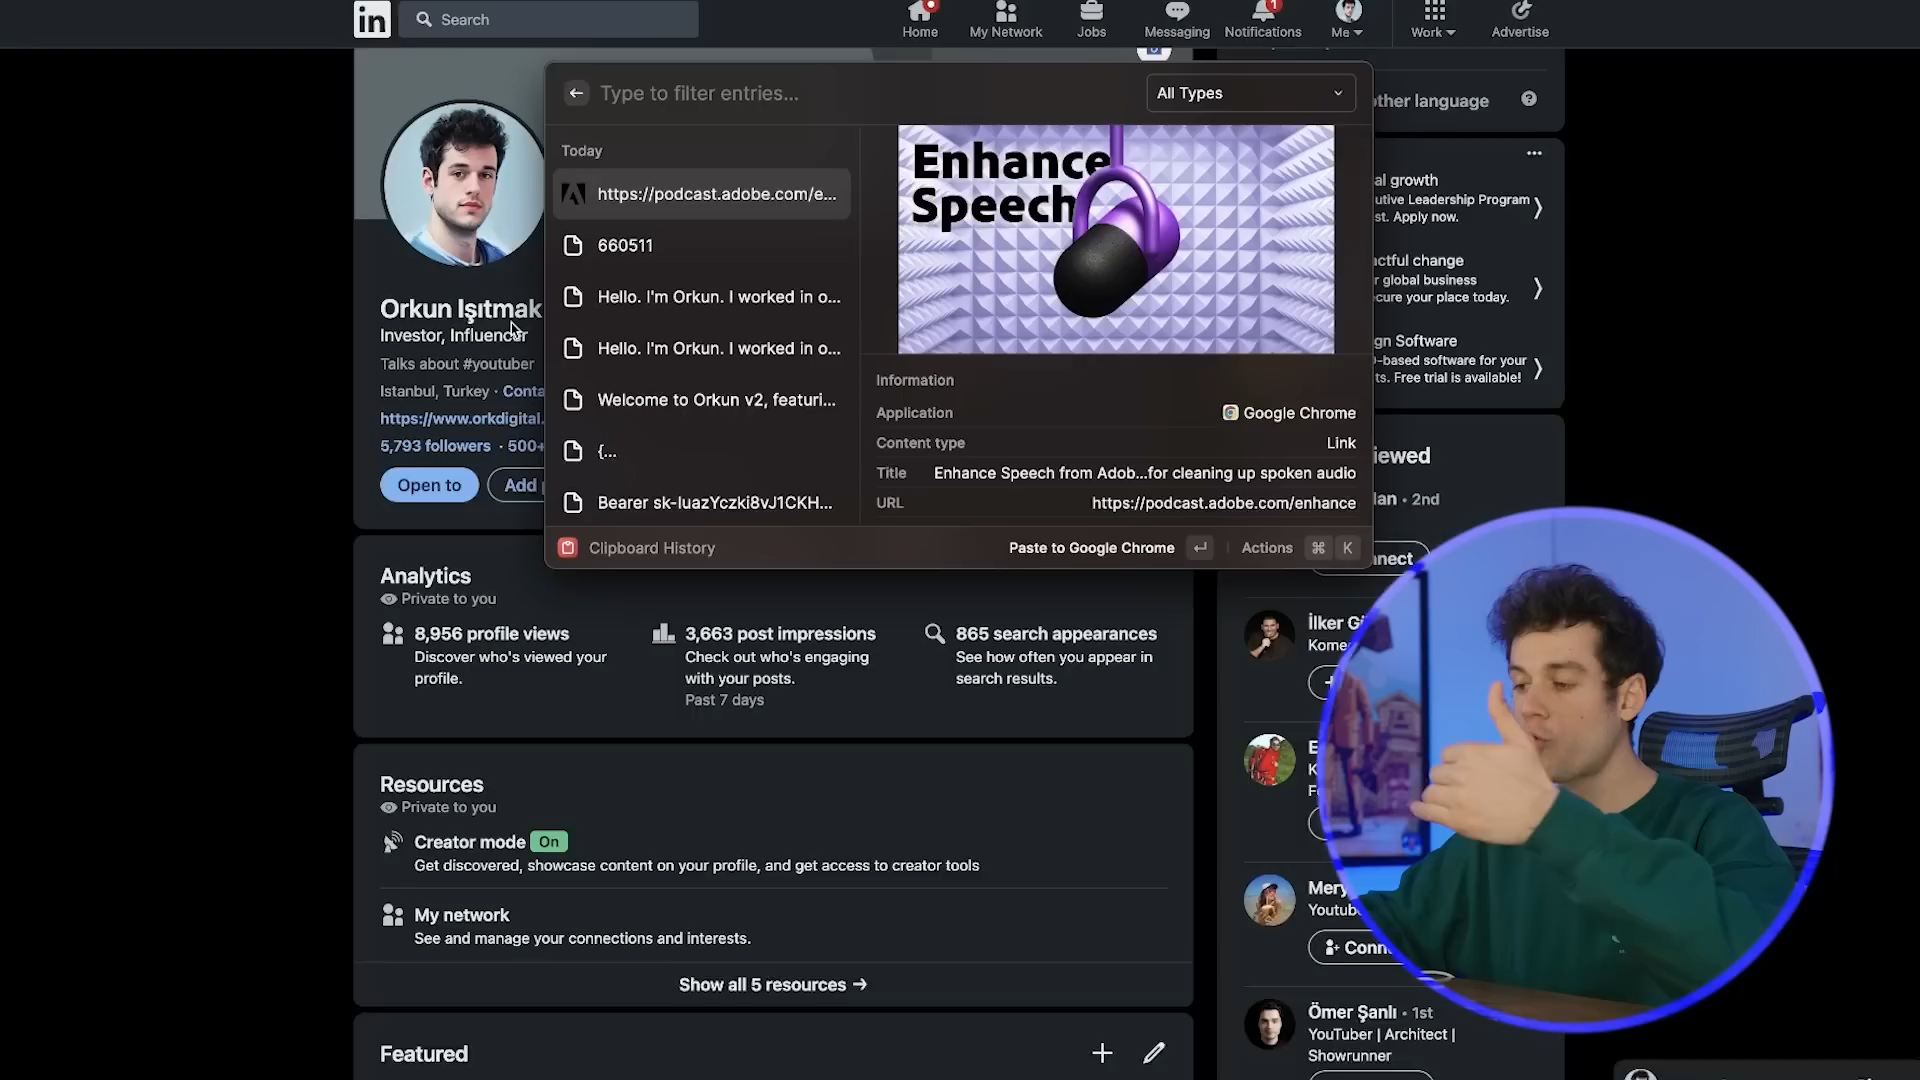 in
Search
Home
My Network
Jobs
Messaging
1
Notifications
Me
Work
Advertise
Type to filter entries...
All Types
other language
Today
https://podcast.adobe.com/e...
660511
Hello. I'm Orkun. I worked in o...
Hello. I'm Orkun. I worked in o...
Welcome to Orkun v2, featuri...
{...
Bearer sk-IuazYczki8vJ1CKH...
Enhance
Speech
Information
Application
Google Chrome
Content type
Link
Title
Enhance Speech from Adob...for cleaning up spoken audio
URL
https://podcast.adobe.com/enhance
Clipboard History
Paste to Google Chrome
Actions
⌘ K
Orkun Işıtmak
Investor, Influencer
Talks about #youtuber
Istanbul, Turkey · Conta
https://www.orkdigital.
5,793 followers · 500+
Open to
Add
al growth
utive Leadership Program
st. Apply now.
actful change
r global business
cure your place today.
gn Software
-based software for your
ts. Free trial is available!
iewed
lan • 2nd
nnect
Analytics
Private to you
8,956 profile views
Discover who's viewed your
profile.
3,663 post impressions
Check out who's engaging
with your posts.
Past 7 days
865 search appearances
See how often you appear in
search results.
Resources
Private to you
Creator mode On
Get discovered, showcase content on your profile, and get access to creator tools
My network
See and manage your connections and interests.
Show all 5 resources →
Featured
İlker G
Kome
E
K
F
Mery
Youtub
Conn
Ömer Şanlı • 1st
YouTuber | Architect |
Showrunner